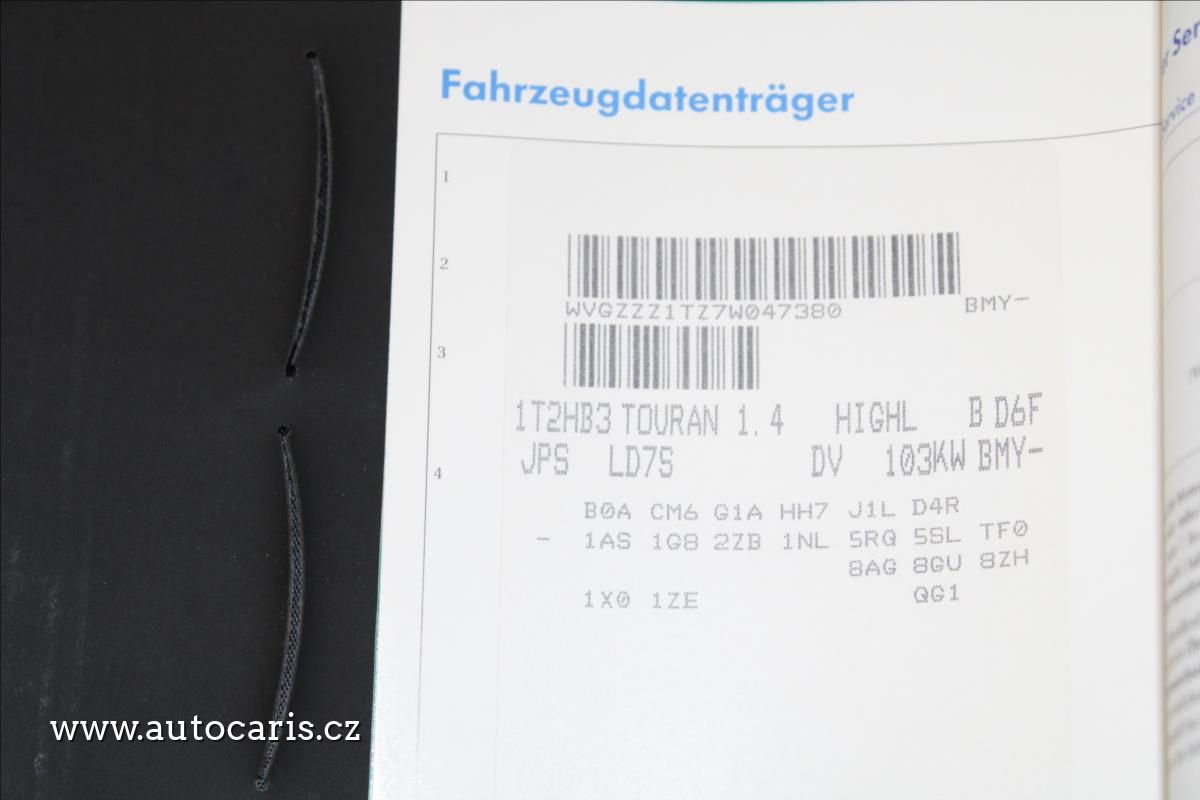 Fahrzeugdatenträger
1
2
WVGZZZ1TZ7W047380 BMY-
3
1T2HB3 TOURAN 1.4 HIGHL B D6F
JPS LD7S DV 103KW BMY-
4
B0A CM6 G1A HH7 J1L D4R
- 1AS 1G8 2ZB 1NL 5RQ 5SL TF0
8AG 8GU 8ZH
1X0 1ZE QG1
www.autocaris.cz